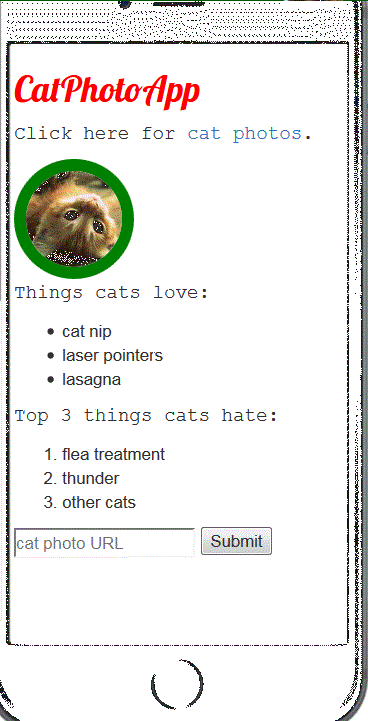 CatPhotoApp
Click here for cat photos.
Things cats love:
cat nip
laser pointers
lasagna
Top 3 things cats hate:
1. flea treatment
2. thunder
3. other cats
cat photo URL Submit